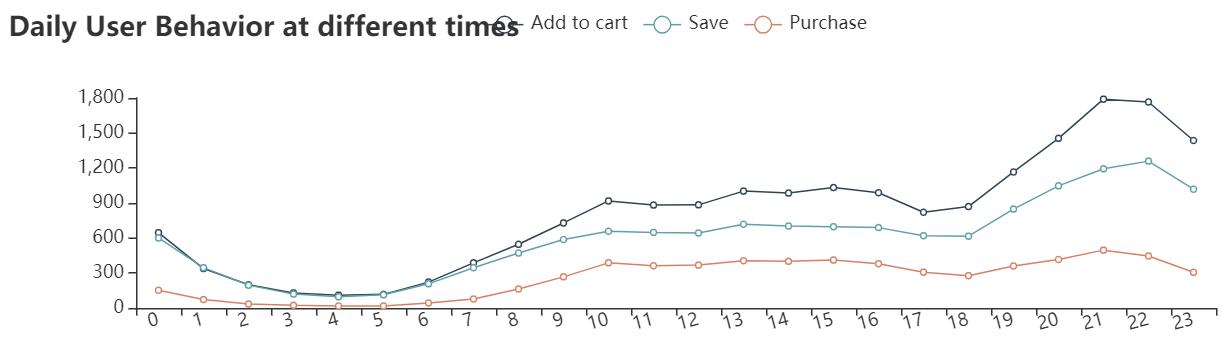 Daily User Behavior at different times
Add to cart Save Purchase
1,800
1,500
1,200
900
600
300
0
0 1 2 3 4 5 6 7 8 9 10 11 12 13 14 15 16 17 18 19 20 21 22 23